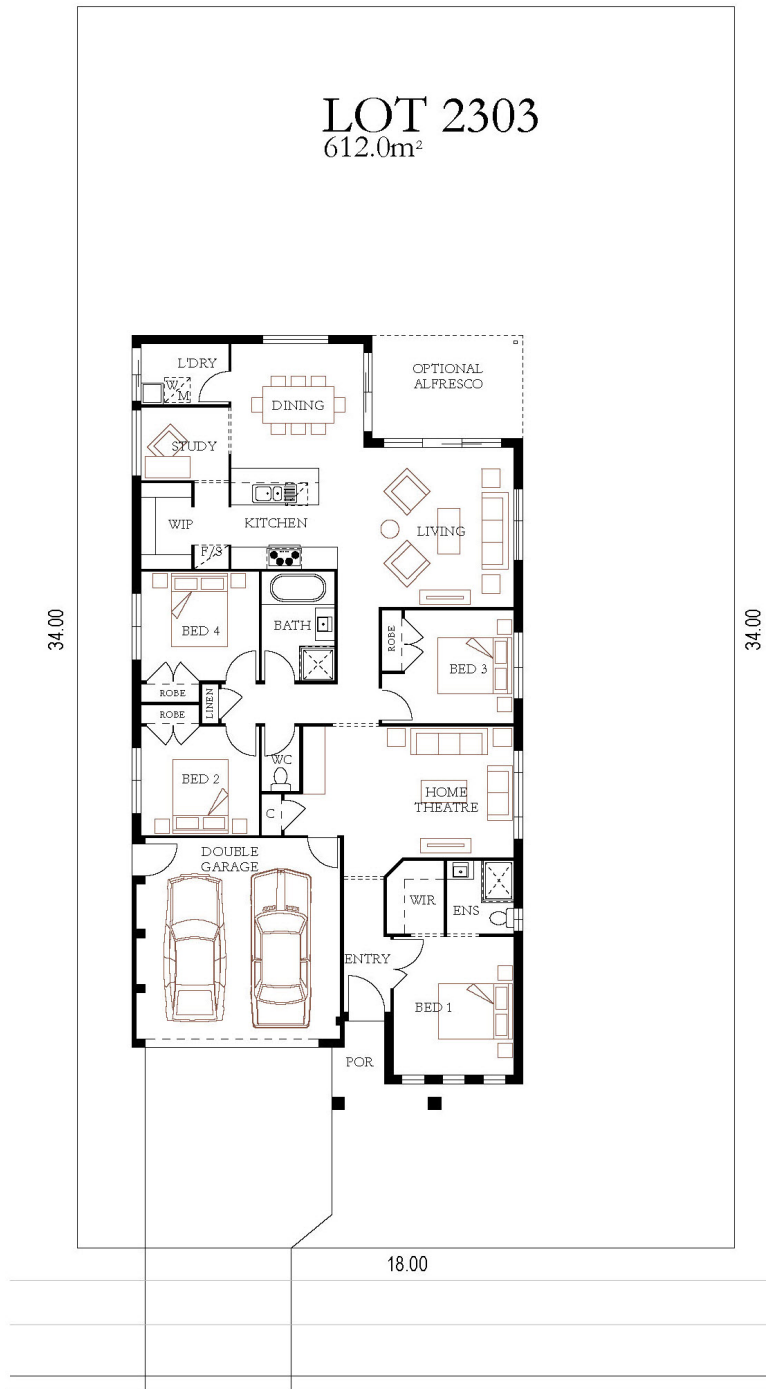 LOT 2303
612.0m²
L'DRY
OPTIONAL
ALFRESCO
W
M
DINING
STUDY
WIP
KITCHEN
LIVING
F/S
34.00
34.00
BED 4
BATH
ROBE
BED 3
ROBE
LINEN
ROBE
WC
BED 2
HOME
THEATRE
C
DOUBLE
GARAGE
WIR
ENS
ENTRY
BED 1
POR
18.00